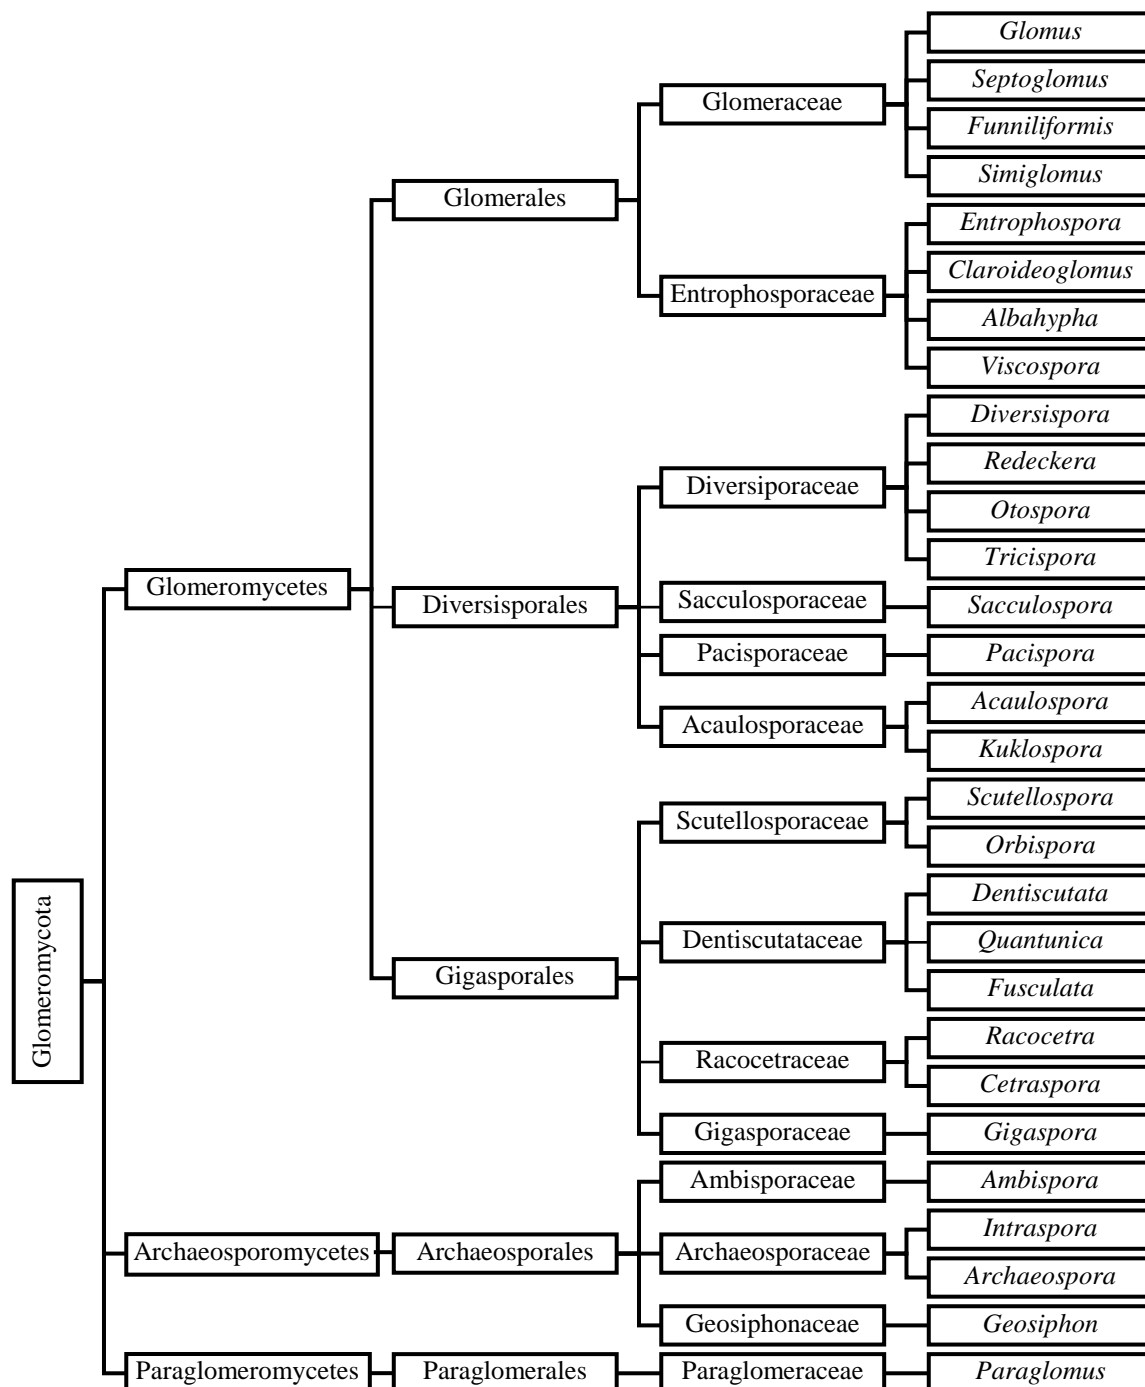 Glomus
Septoglomus
Glomeraceae
Funniliformis
Simiglomus
Glomerales
Entrophospora
Claroideoglomus
Entrophosporaceae
Albahypha
Viscospora
Diversispora
Redeckera
Diversiporaceae
Otospora
Tricispora
Glomeromycetes
Diversisporales
Sacculosporaceae
Sacculospora
Pacisporaceae
Pacispora
Acaulospora
Acaulosporaceae
Kuklospora
Scutellospora
Scutellosporaceae
Orbispora
Dentiscutata
Dentiscutataceae
Quantunica
Fusculata
Gigasporales
Glomeromycota
Racocetra
Racocetraceae
Cetraspora
Gigasporaceae
Gigaspora
Ambisporaceae
Ambispora
Intraspora
Archaeosporomycetes
Archaeosporales
Archaeosporaceae
Archaeospora
Geosiphonaceae
Geosiphon
Paraglomeromycetes
Paraglomerales
Paraglomeraceae
Paraglomus